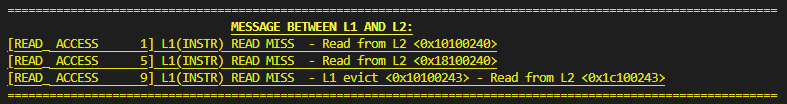 ================================================================================================
MESSAGE BETWEEN L1 AND L2:
[READ_ ACCESS      1] L1(INSTR) READ MISS  - Read from L2 <0x10100240>
[READ_ ACCESS      5] L1(INSTR) READ MISS  - Read from L2 <0x18100240>
[READ_ ACCESS      9] L1(INSTR) READ MISS  - L1 evict <0x10100243> - Read from L2 <0x1c100243>
================================================================================================